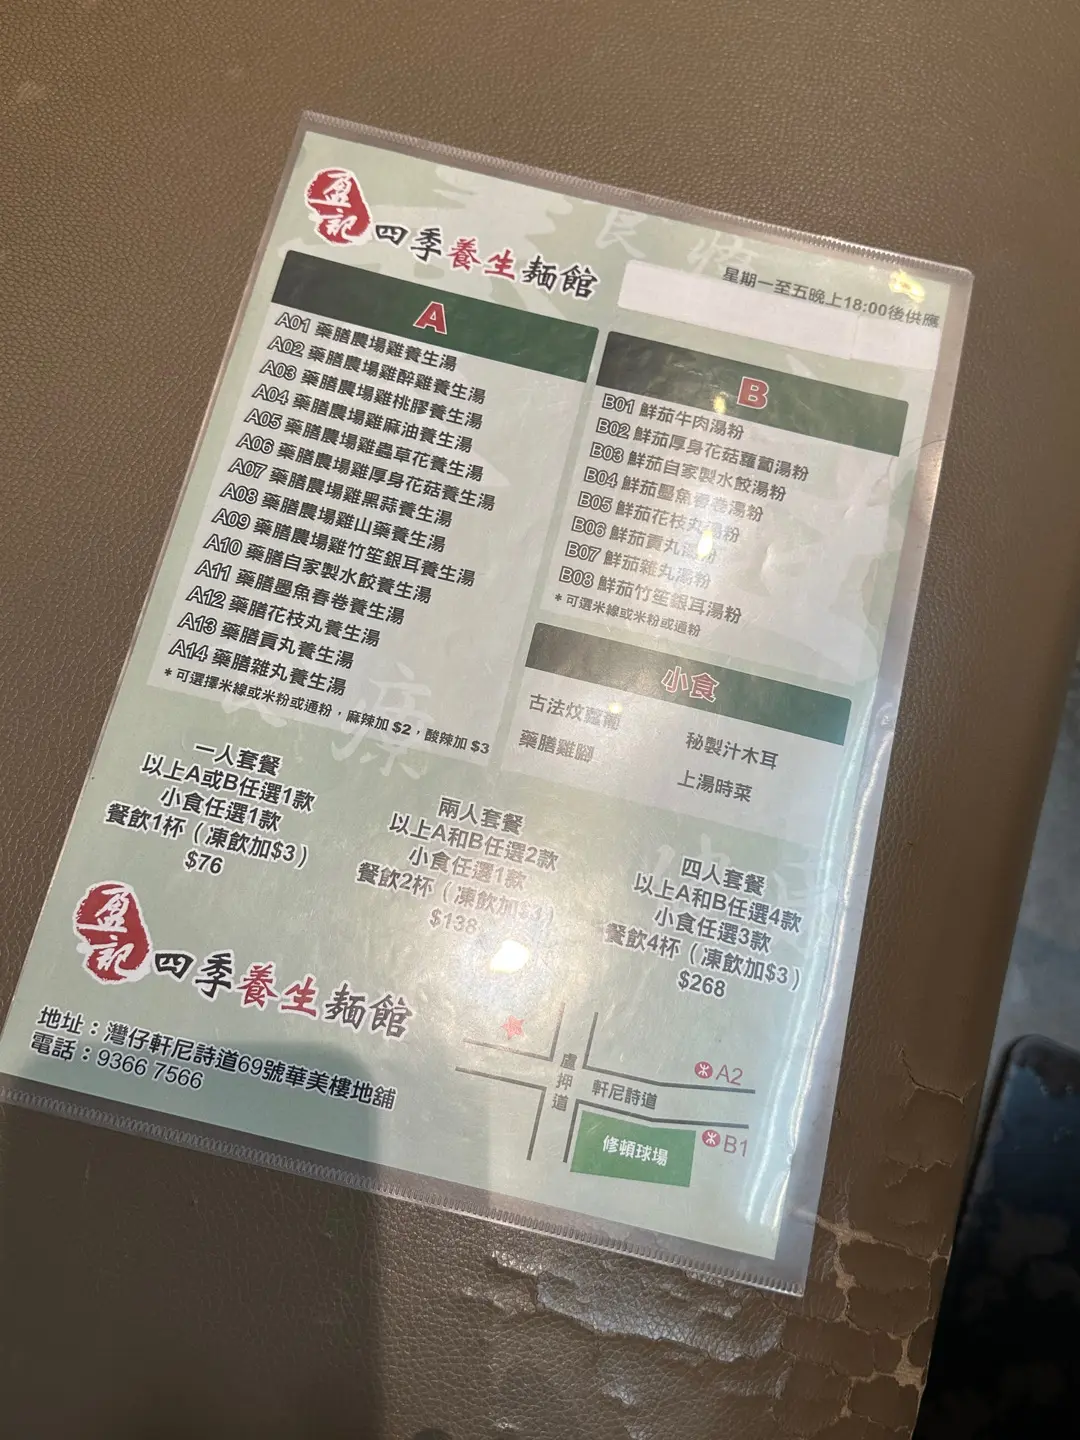 盈記
四季養生麵館
星期一至五晚上18:00後供應
A
A01 藥膳農場雞養生湯
A02 藥膳農場雞醉雞養生湯
A03 藥膳農場雞桃膠養生湯
A04 藥膳農場雞麻油養生湯
A05 藥膳農場雞蟲草花養生湯
A06 藥膳農場雞厚身花菇養生湯
A07 藥膳農場雞黑蒜養生湯
A08 藥膳農場雞山藥養生湯
A09 藥膳農場雞竹笙銀耳養生湯
A10 藥膳自家製水餃養生湯
A11 藥膳墨魚春卷養生湯
A12 藥膳花枝丸養生湯
A13 藥膳貢丸養生湯
A14 藥膳雜丸養生湯
*可選擇米線或米粉或通粉，麻辣加 $2，酸辣加 $3
B
B01 鮮茄牛肉湯粉
B02 鮮茄厚身花菇蘿蔔湯粉
B03 鮮茄自家製水餃湯粉
B04 鮮茄墨魚春卷湯粉
B05 鮮茄花枝丸湯粉
B06 鮮茄貢丸湯粉
B07 鮮茄雜丸湯粉
B08 鮮茄竹笙銀耳湯粉
*可選米線或米粉或通粉
小食
古法炆蘿蔔
秘製汁木耳
藥膳雞腳
上湯時菜
一人套餐
以上A或B任選1款
小食任選1款
餐飲1杯（凍飲加$3）
$76
兩人套餐
以上A和B任選2款
小食任選1款
餐飲2杯（凍飲加$3）
$138
四人套餐
以上A和B任選4款
小食任選3款
餐飲4杯（凍飲加$3）
$268
盈記
四季養生麵館
地址：灣仔軒尼詩道69號華美樓地舖
電話：9366 7566
盧押道
軒尼詩道
A2
B1
修頓球場